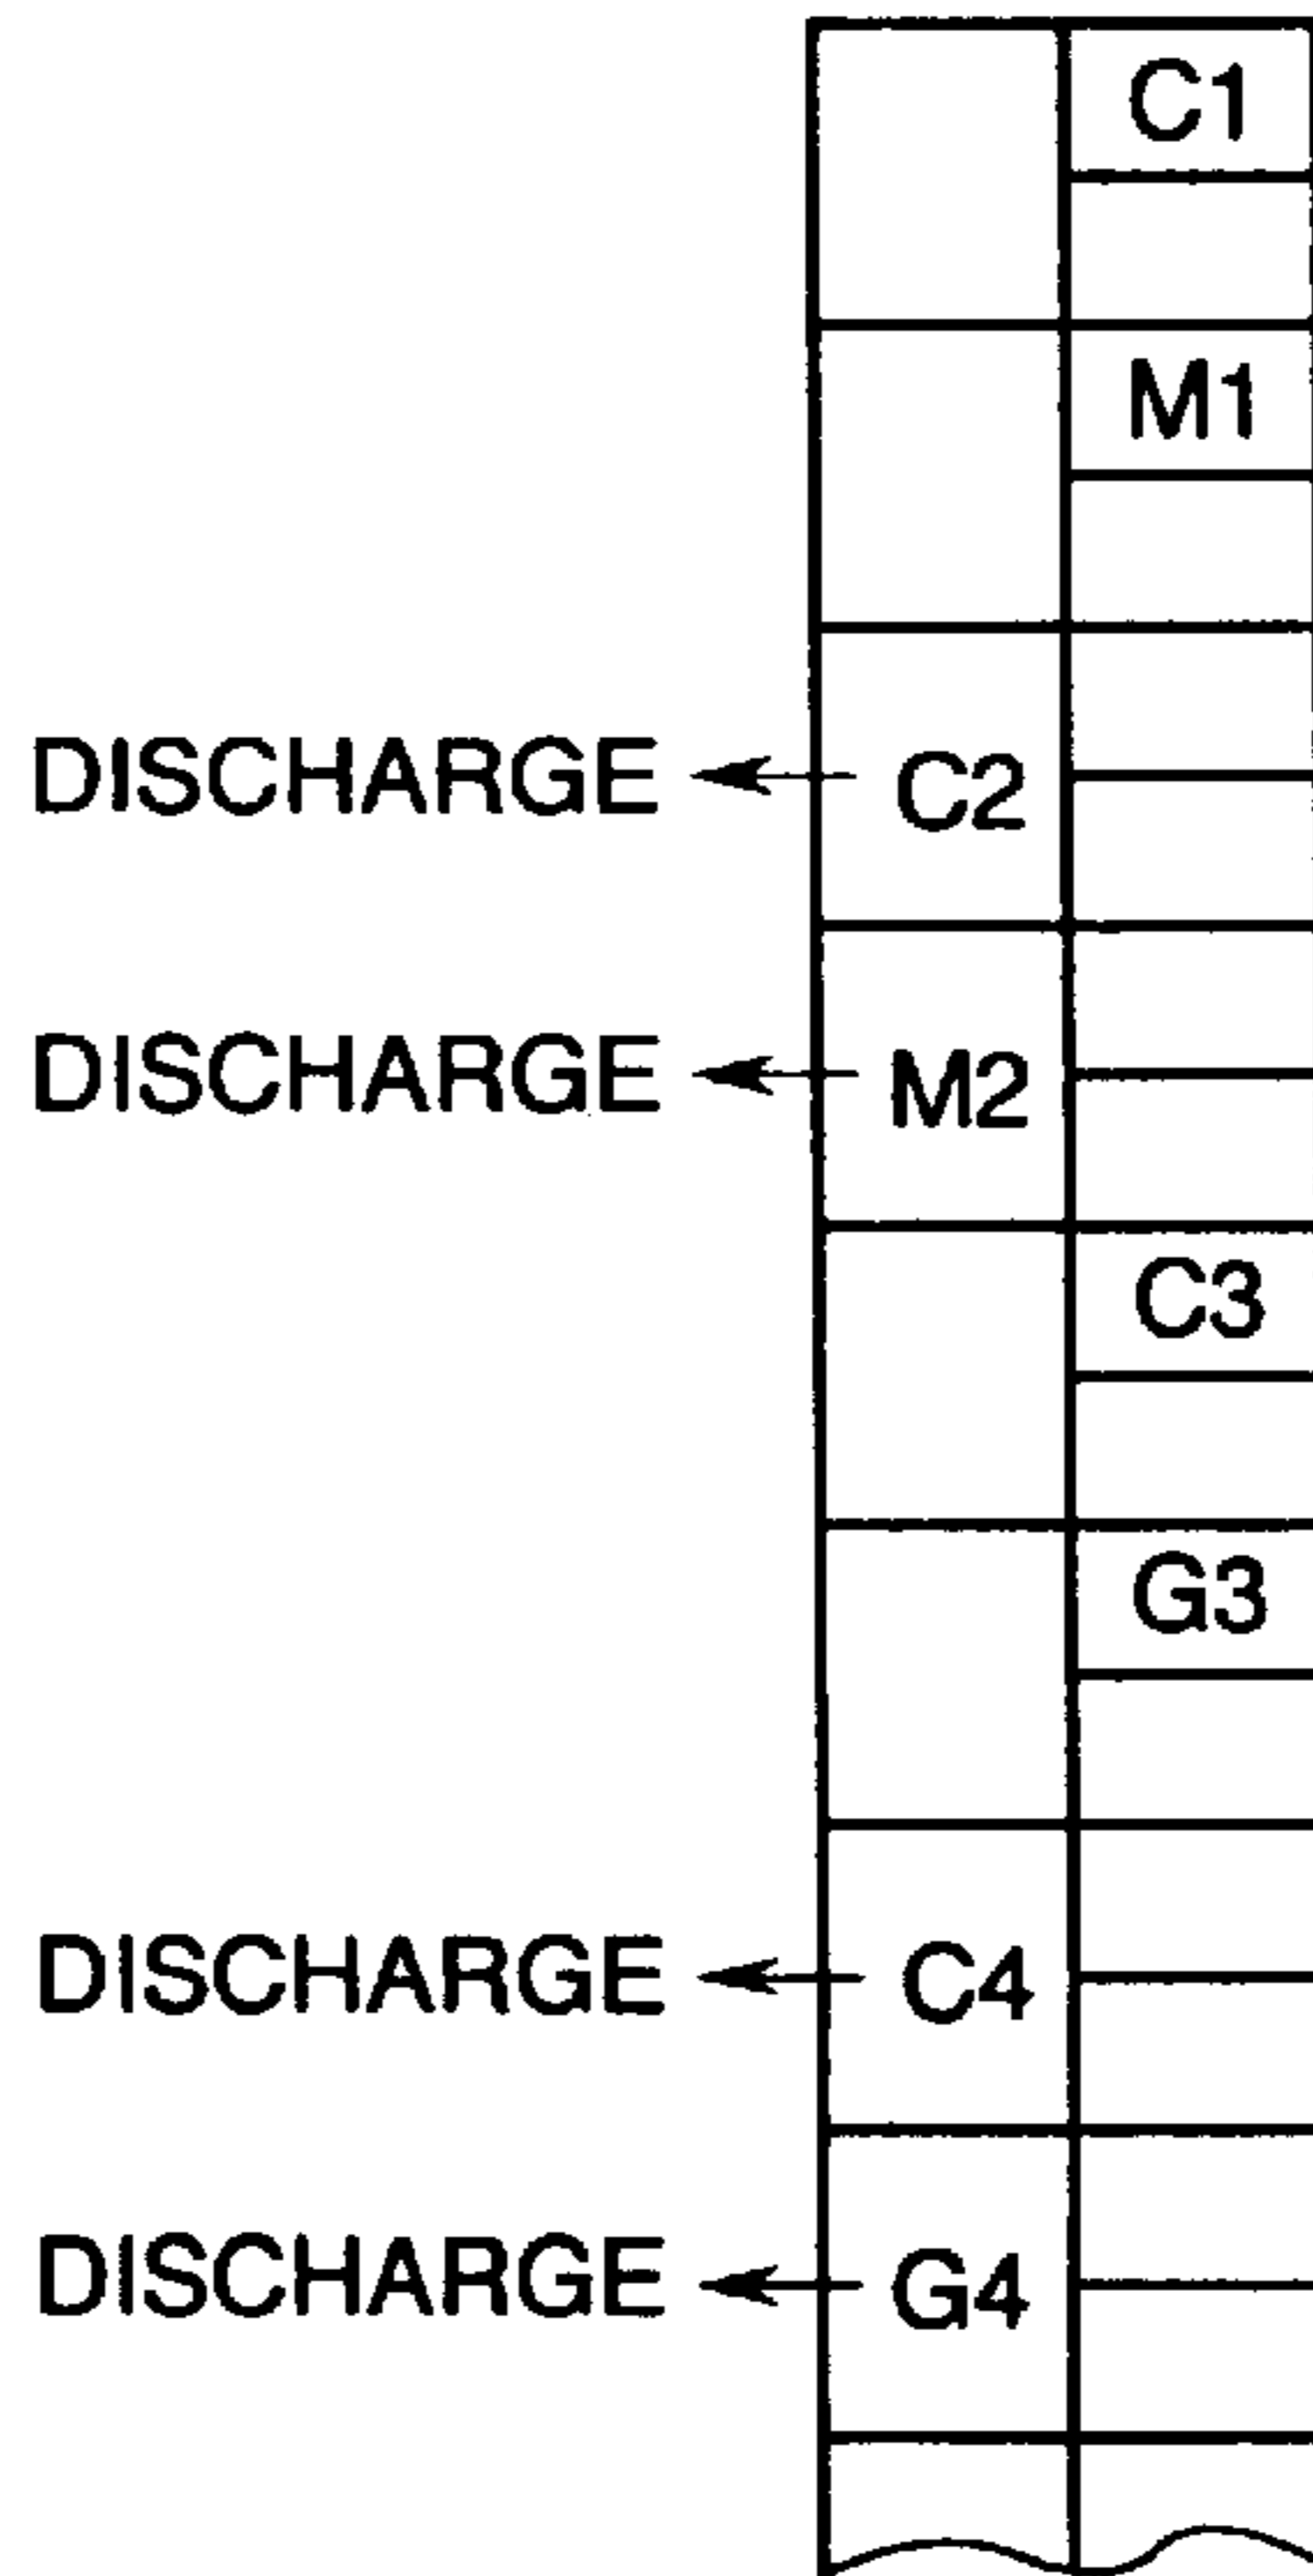 C1
M1
DISCHARGE C2
DISCHARGE M2
C3
G3
DISCHARGE C4
DISCHARGE G4